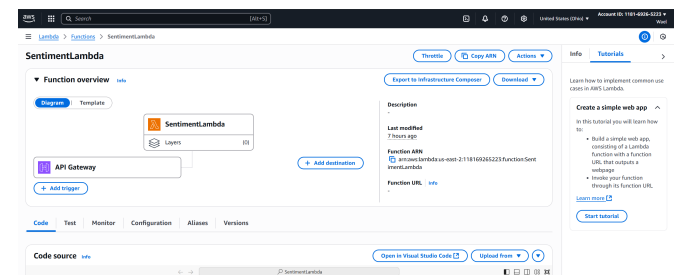 aws
Search [Alt+S]
United States (Ohio) ▼
Account ID: 1181-6926-5223 ▼
Wael
Lambda > Functions > SentimentLambda
SentimentLambda
Throttle
Copy ARN
Actions ▼
▼ Function overview Info
Export to Infrastructure Composer
Download ▼
Diagram | Template
SentimentLambda
Layers (0)
API Gateway
+ Add trigger
+ Add destination
Description
-
Last modified
7 hours ago
Function ARN
arn:aws:lambda:us-east-2:118169265223:function:Sent
imentLambda
Function URL Info
-
Code
Test
Monitor
Configuration
Aliases
Versions
Code source Info
Open in Visual Studio Code
Upload from ▼
SentimentLambda
Info
Tutorials
Learn how to implement common use
cases in AWS Lambda.
Create a simple web app
In this tutorial you will learn how
to:
• Build a simple web app,
consisting of a Lambda
function with a function
URL that outputs a
webpage
• Invoke your function
through its function URL
Learn more
Start tutorial